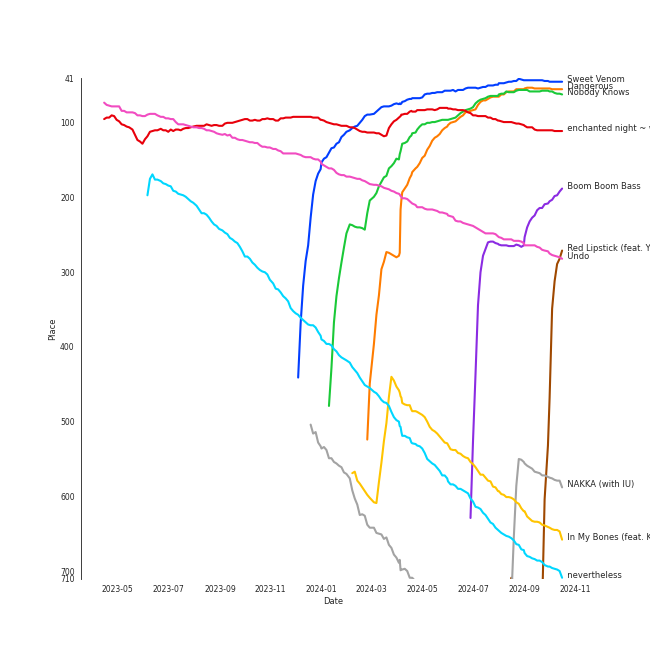 41
100
200
300
400
500
600
700
710
Place
2023-05
2023-07
2023-09
2023-11
2024-01
2024-03
2024-05
2024-07
2024-09
2024-11
Date
Sweet Venom
Dangerous
Nobody Knows
enchanted night ~
Boom Boom Bass
Red Lipstick (feat. Y
Undo
NAKKA (with IU)
In My Bones (feat. K
nevertheless